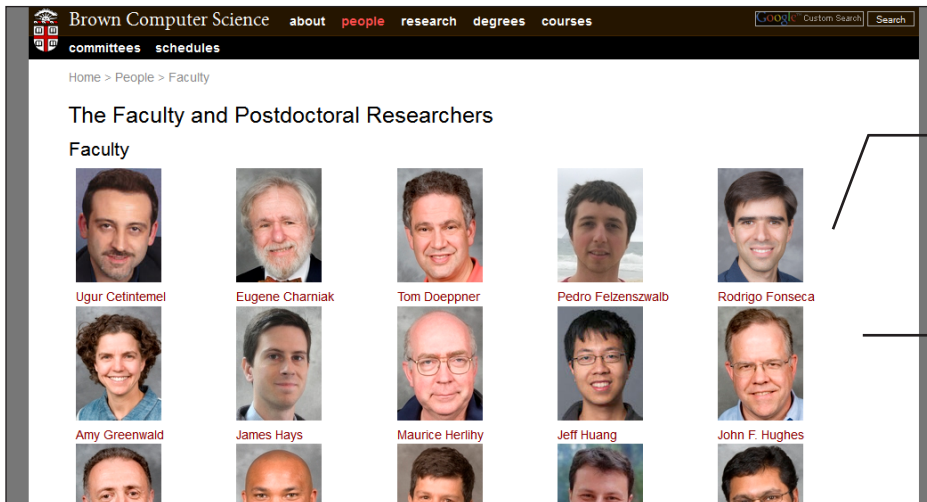 Brown Computer Science about people research degrees courses Google™ Custom Search Search
committees schedules
Home > People > Faculty
The Faculty and Postdoctoral Researchers
Faculty
Ugur Cetintemel Eugene Charniak Tom Doeppner Pedro Felzenszwalb Rodrigo Fonseca
Amy Greenwald James Hays Maurice Herlihy Jeff Huang John F. Hughes